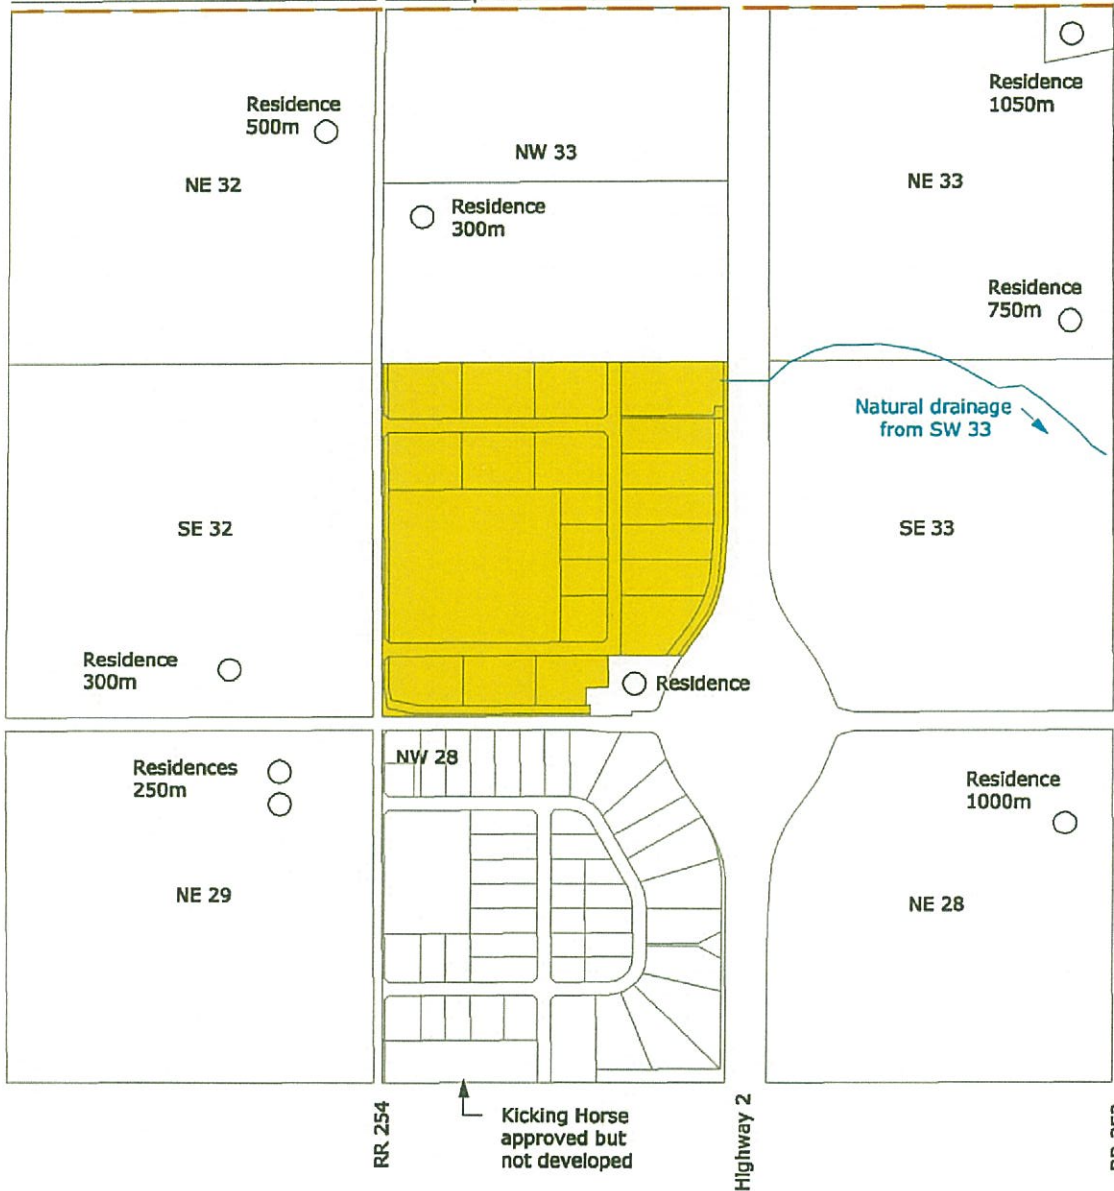 Residence
500m
NE 32
NW 33
Residence
300m
Residence
1050m
NE 33
Residence
750m
Natural drainage
from SW 33
SE 32
SE 33
Residence
300m
Residence
NW 28
Residences
250m
Residence
1000m
NE 29
NE 28
Kicking Horse
approved but
not developed
RR 254
Highway 2